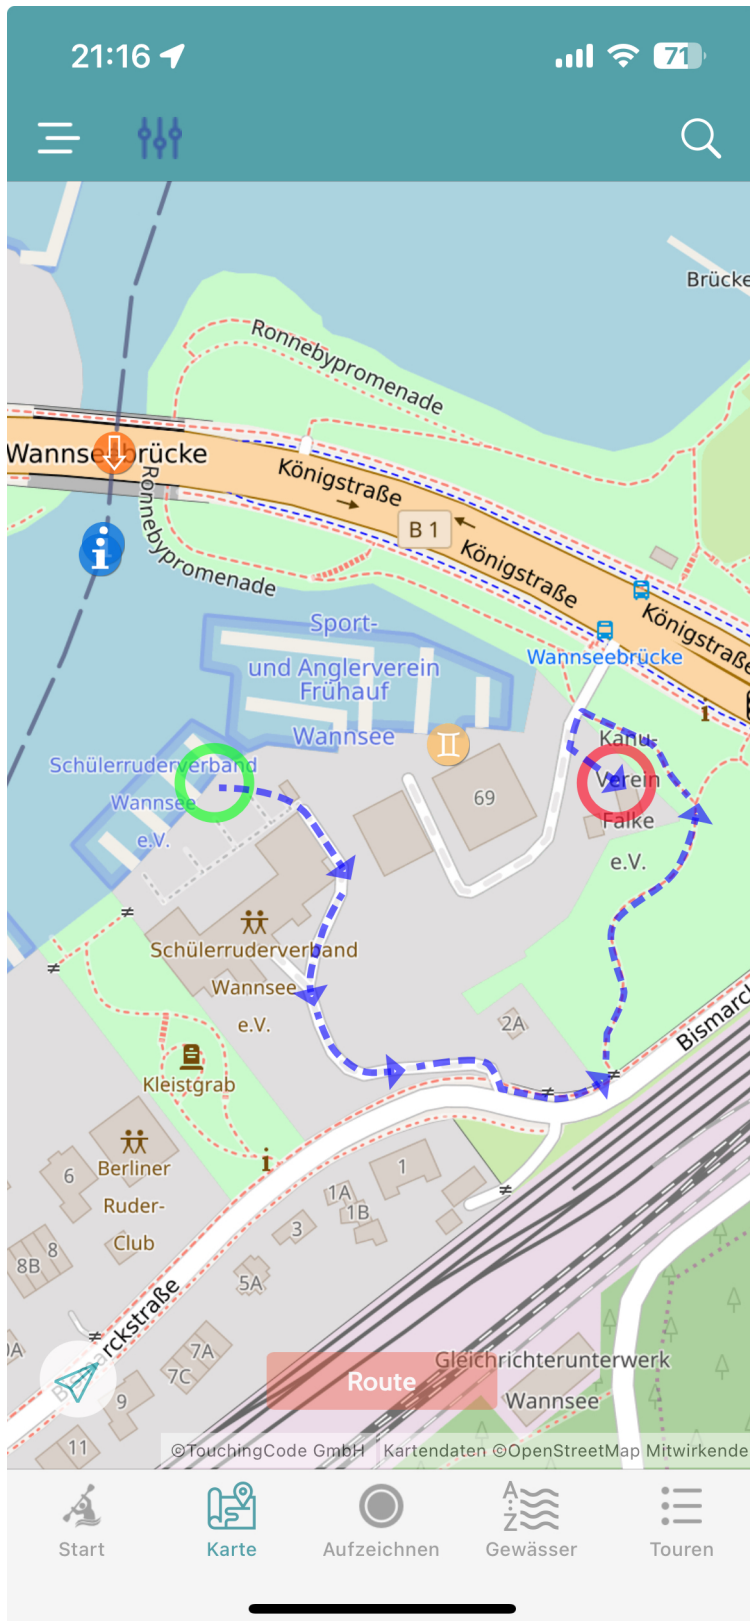 21:16
71
Brücke
Ronnebypromenade
Wannseebrücke
Königstraße
B 1
Königstraße
Ronnebypromenade
Königstraße
Wannseebrücke
Sport-
und Anglerverein
Frühauf
Wannsee
Kanu-
Verein
Falke
e.V.
69
Schülerruderverband
Wannsee
e.V.
Schülerruderverband
Wannsee
e.V.
2A
Bismarc
Kleistgrab
Berliner
Ruder-
Club
6
1
1A
1B
3
8
8B
5A
7A
7C
Bismarckstraße
9
11
Gleichrichterunterwerk
Wannsee
Route
©TouchingCode GmbH | Kartendaten ©OpenStreetMap Mitwirkende
Start
Karte
Aufzeichnen
A
Z
Gewässer
Touren